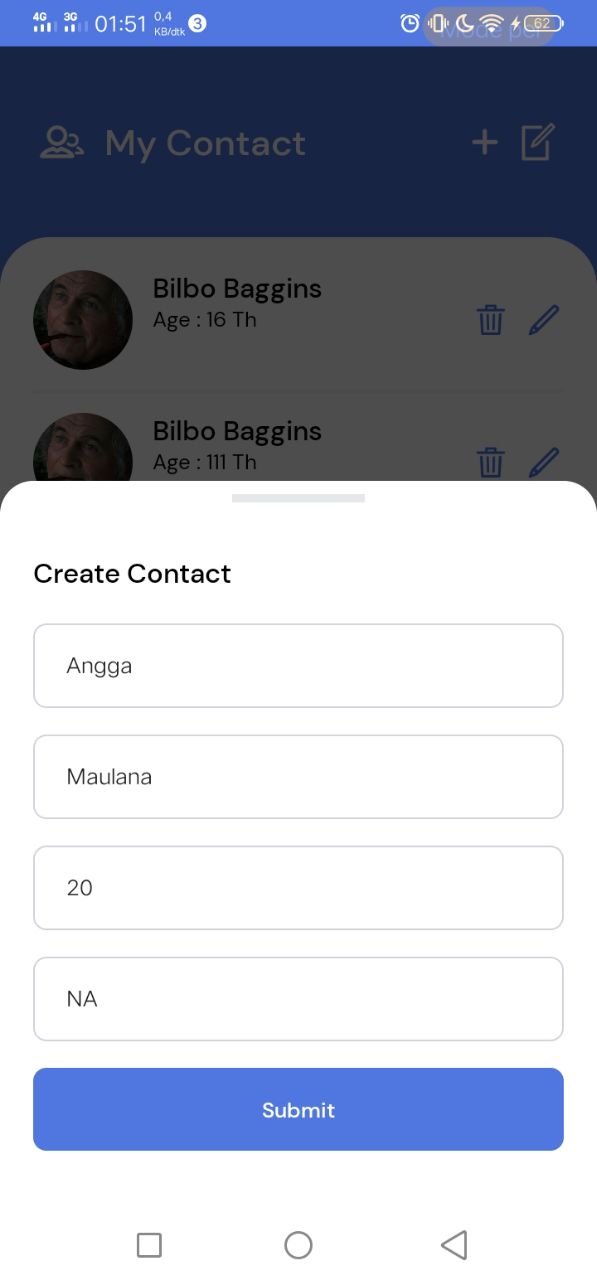 4G 3G 01:51 0,4 KB/dtk 3 62
My Contact
Bilbo Baggins
Age : 16 Th
Bilbo Baggins
Age : 111 Th
Create Contact
Angga
Maulana
20
NA
Submit